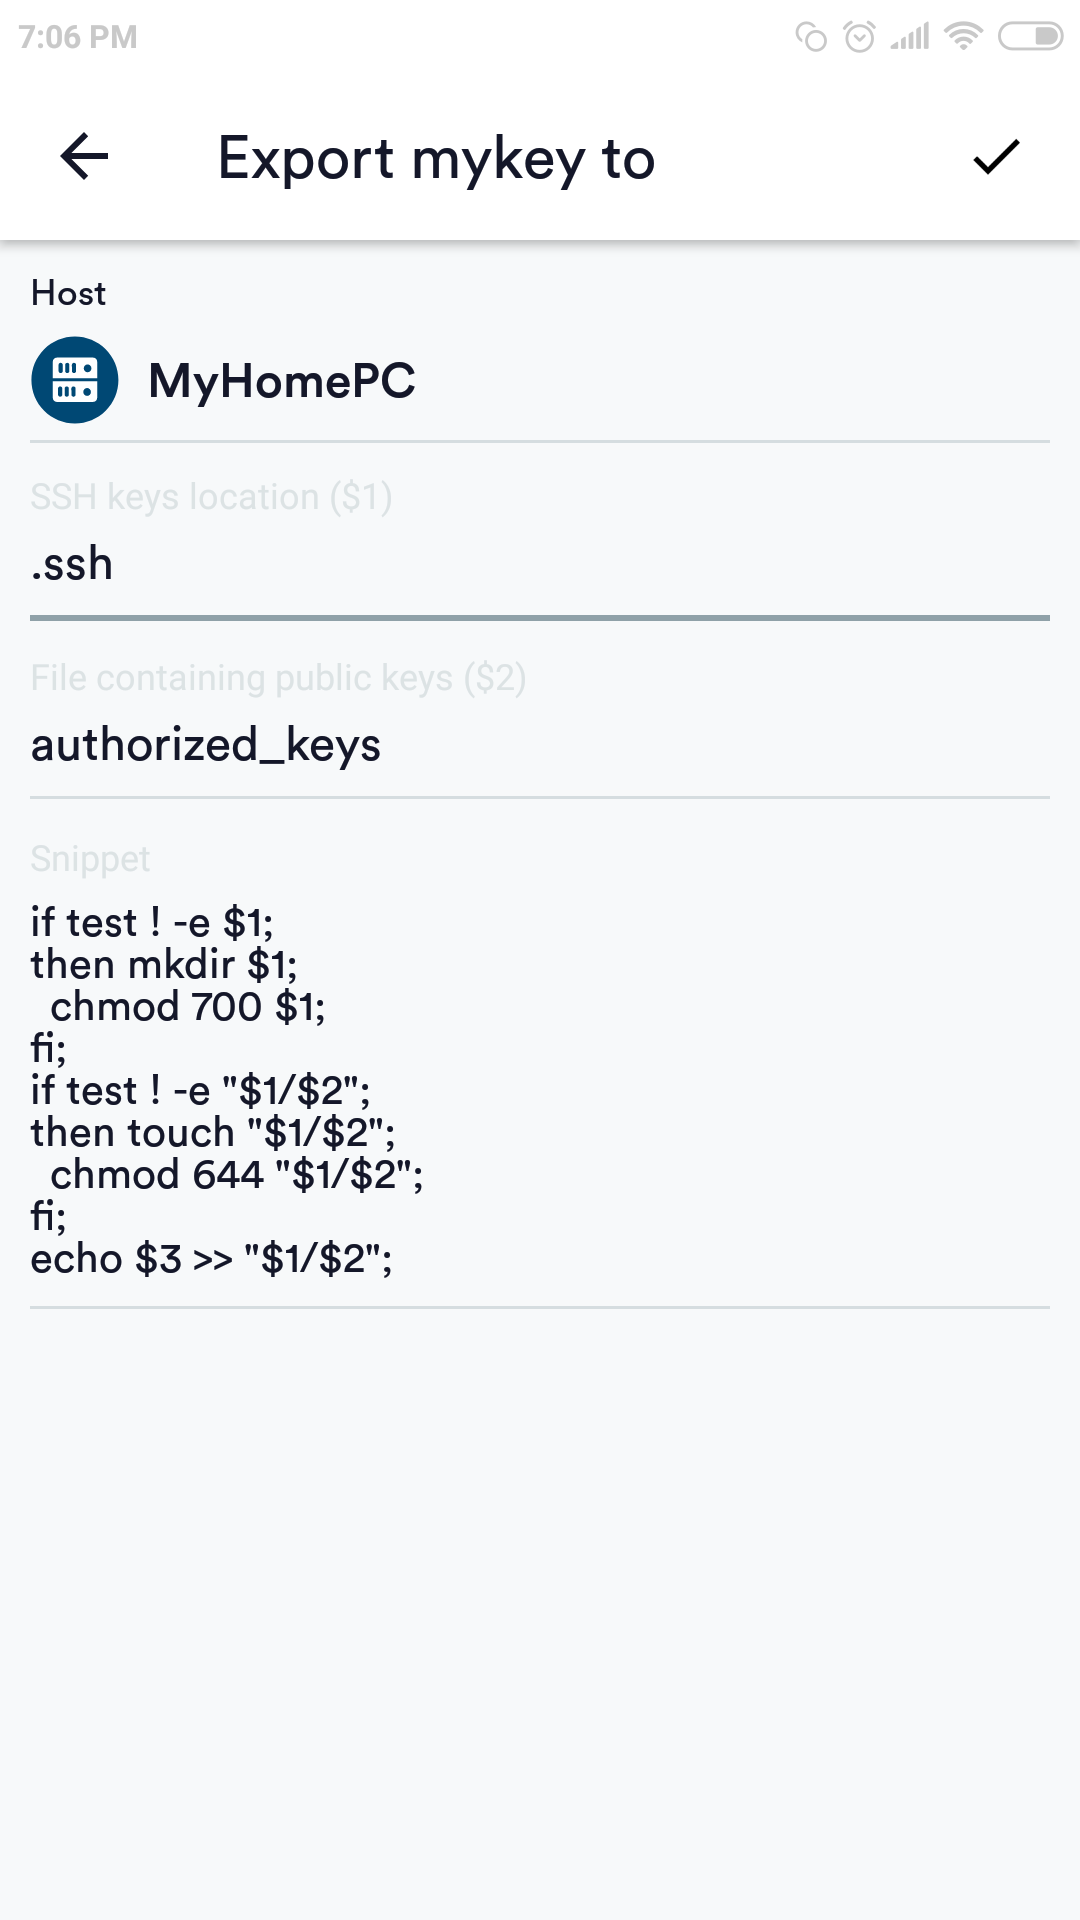 7:06 PM
Export mykey to
Host
MyHomePC
SSH keys location ($1)
.ssh
File containing public keys ($2)
authorized_keys
Snippet
if test ! -e $1;
then mkdir $1;
  chmod 700 $1;
fi;
if test ! -e "$1/$2";
then touch "$1/$2";
  chmod 644 "$1/$2";
fi;
echo $3 >> "$1/$2";